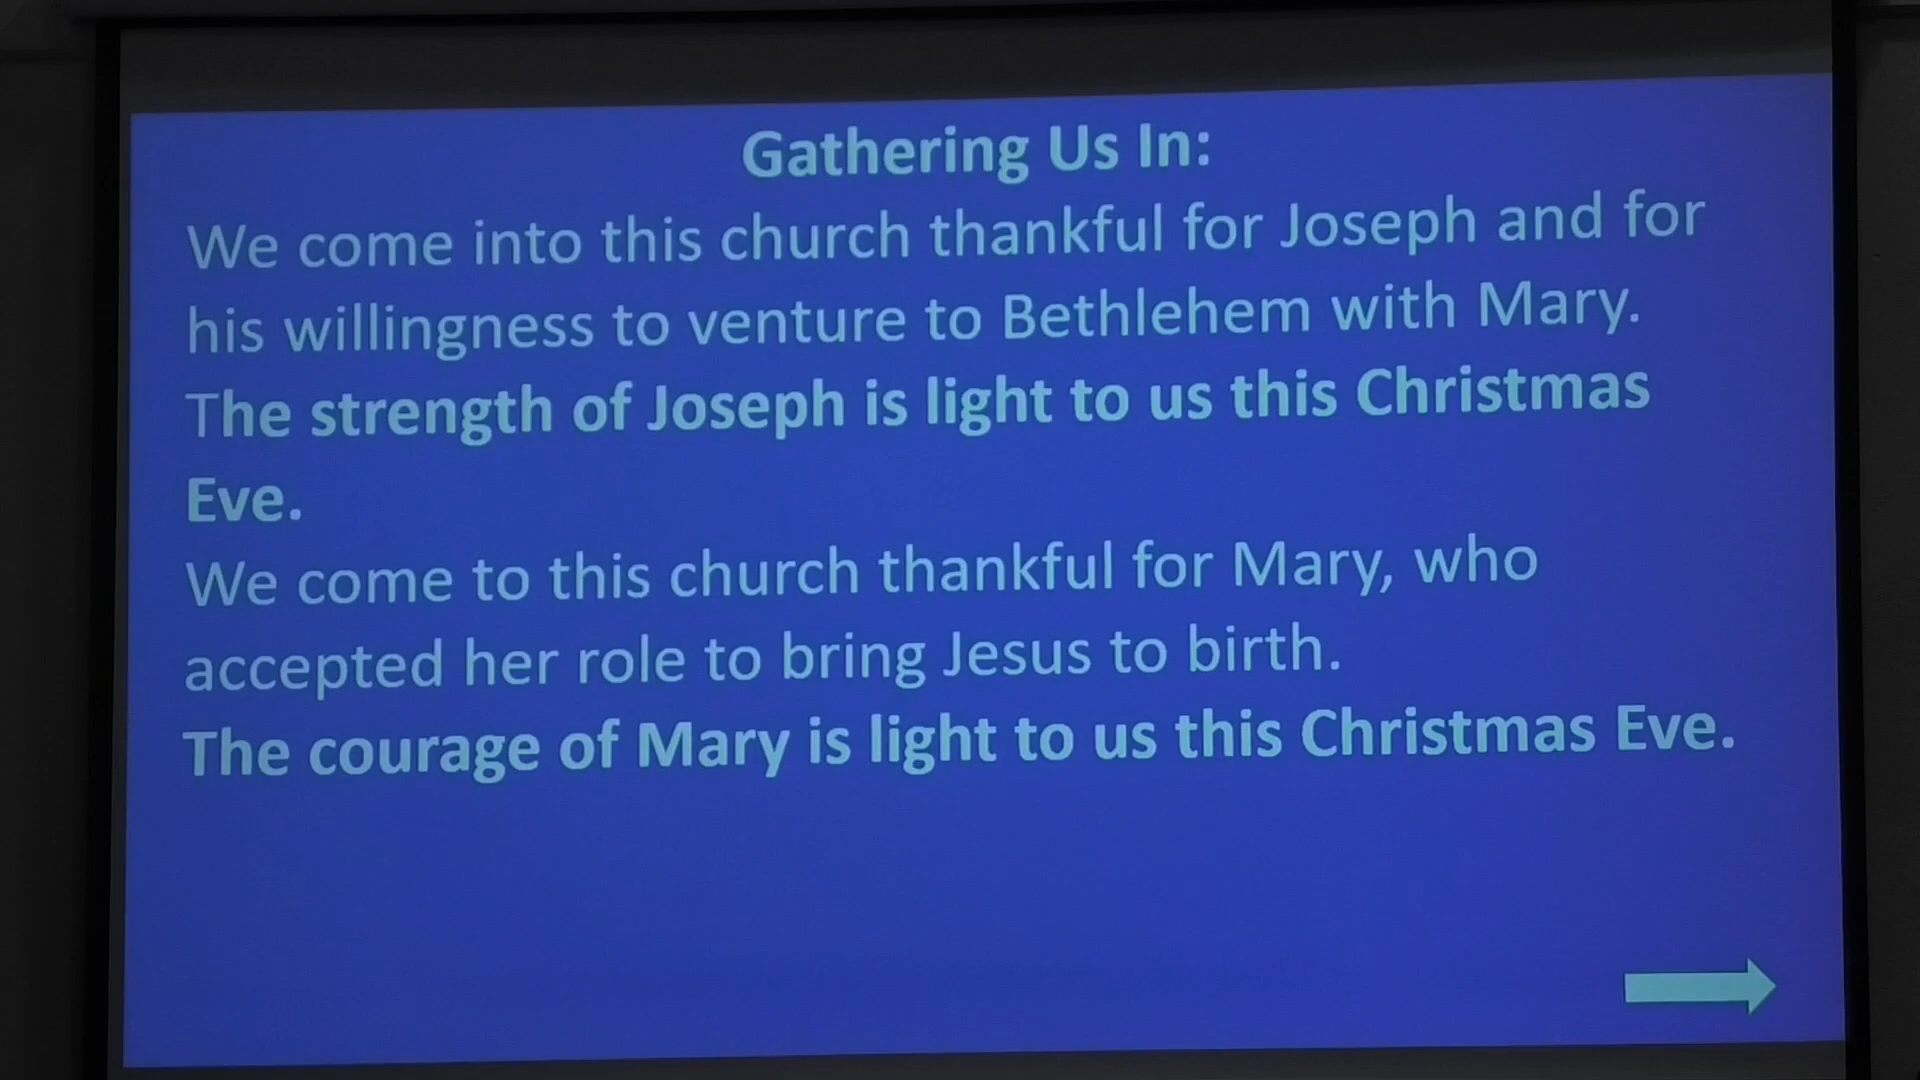 Gathering Us In:
We come into this church thankful for Joseph and for
his willingness to venture to Bethlehem with Mary.
The strength of Joseph is light to us this Christmas
Eve.
We come to this church thankful for Mary, who
accepted her role to bring Jesus to birth.
The courage of Mary is light to us this Christmas Eve.